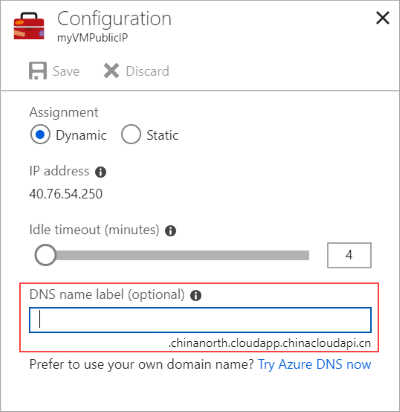 Configuration
myVMPublicIP
Save Discard
Assignment
Dynamic Static
IP address
40.76.54.250
Idle timeout (minutes)
4
DNS name label (optional)
.chinanorth.cloudapp.chinacloudapi.cn
Prefer to use your own domain name? Try Azure DNS now